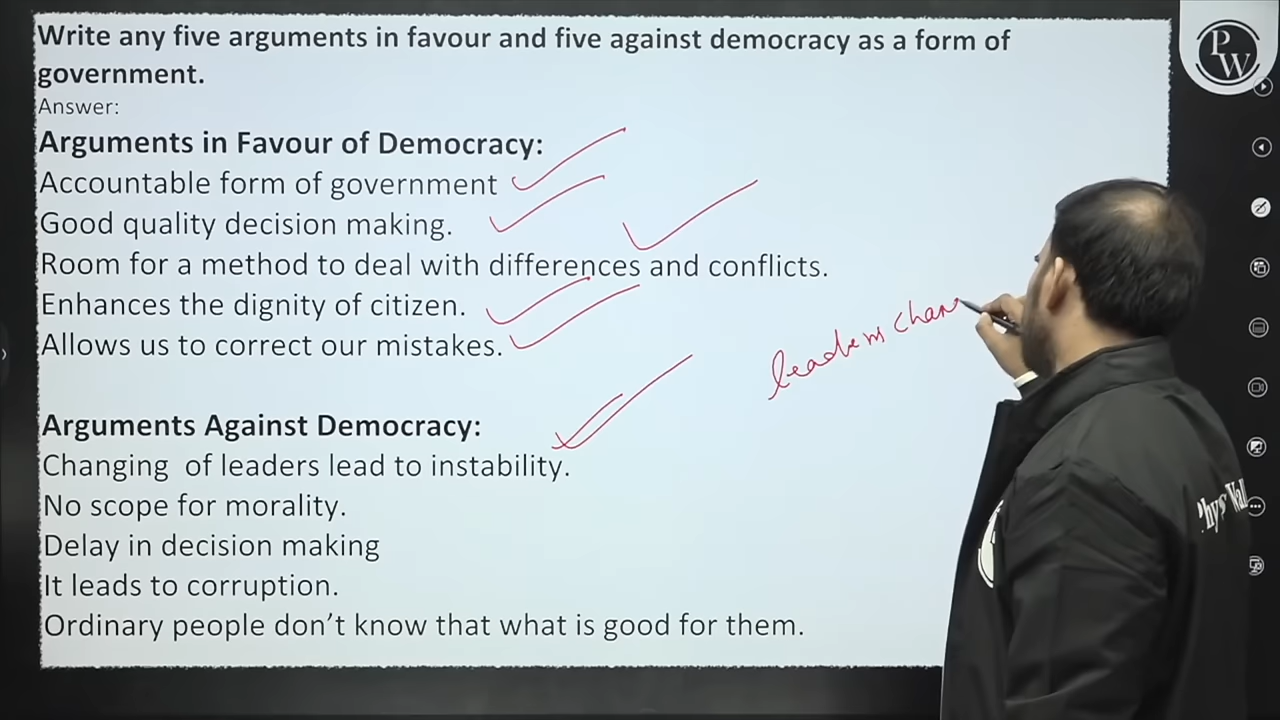 Write any five arguments in favour and five against democracy as a form of
government.
Answer:
Arguments in Favour of Democracy:
Accountable form of government
Good quality decision making.
Room for a method to deal with differences and conflicts.
Enhances the dignity of citizen.
Allows us to correct our mistakes.
Arguments Against Democracy:
Changing of leaders lead to instability.
No scope for morality.
Delay in decision making
It leads to corruption.
Ordinary people don't know that what is good for them.
chan
PW